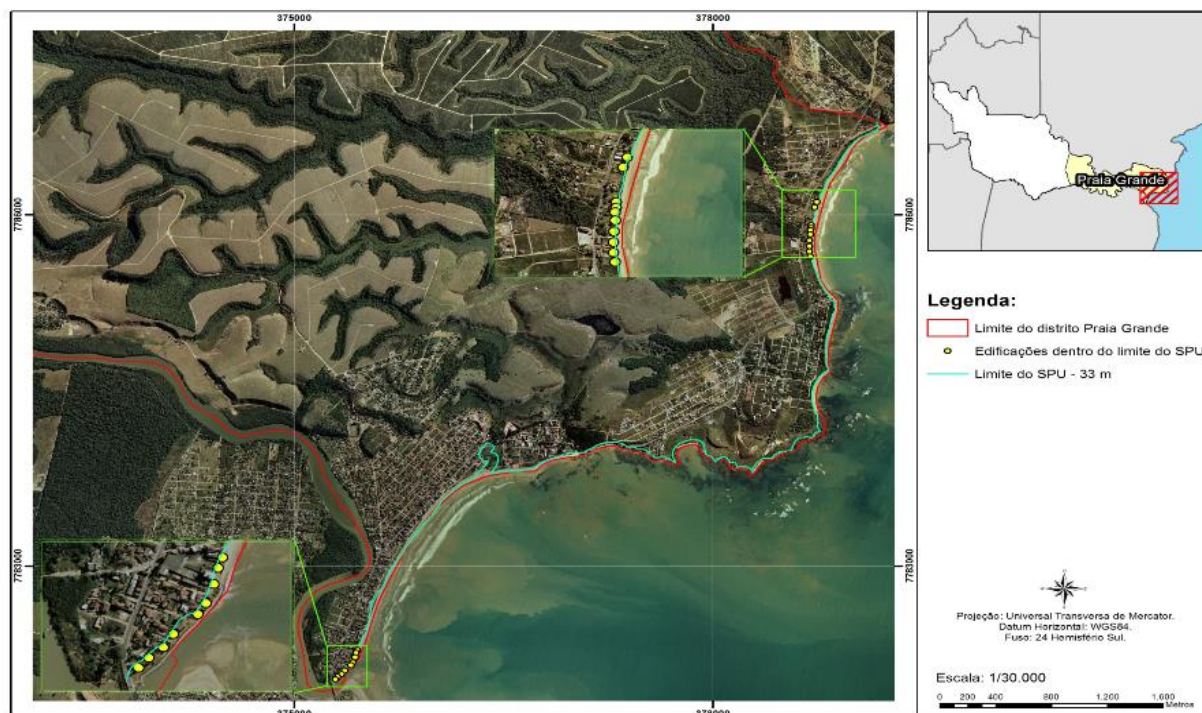 375000
378000
7786000
7786000
7783000
7783000
375000
378000
Praia Grande
Legenda:
Limite do distrito Praia Grande
Edificações dentro do limite do SPU
Limite do SPU - 33 m
Projeção: Universal Transversa de Mercator.
Datum Horizontal: WGS84.
Fuso: 24 Hemisfério Sul.
Escala: 1/30.000
0 200 400 800 1.200 1.600
Metros